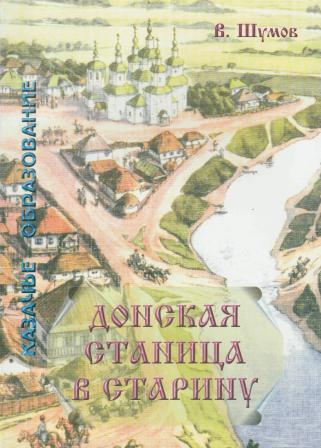 В. Шумов
КАЗАЧЬЕ ОБРАЗОВАНИЕ
ДОНСКАЯ
СТАНИЦА
В СТАРИНУ